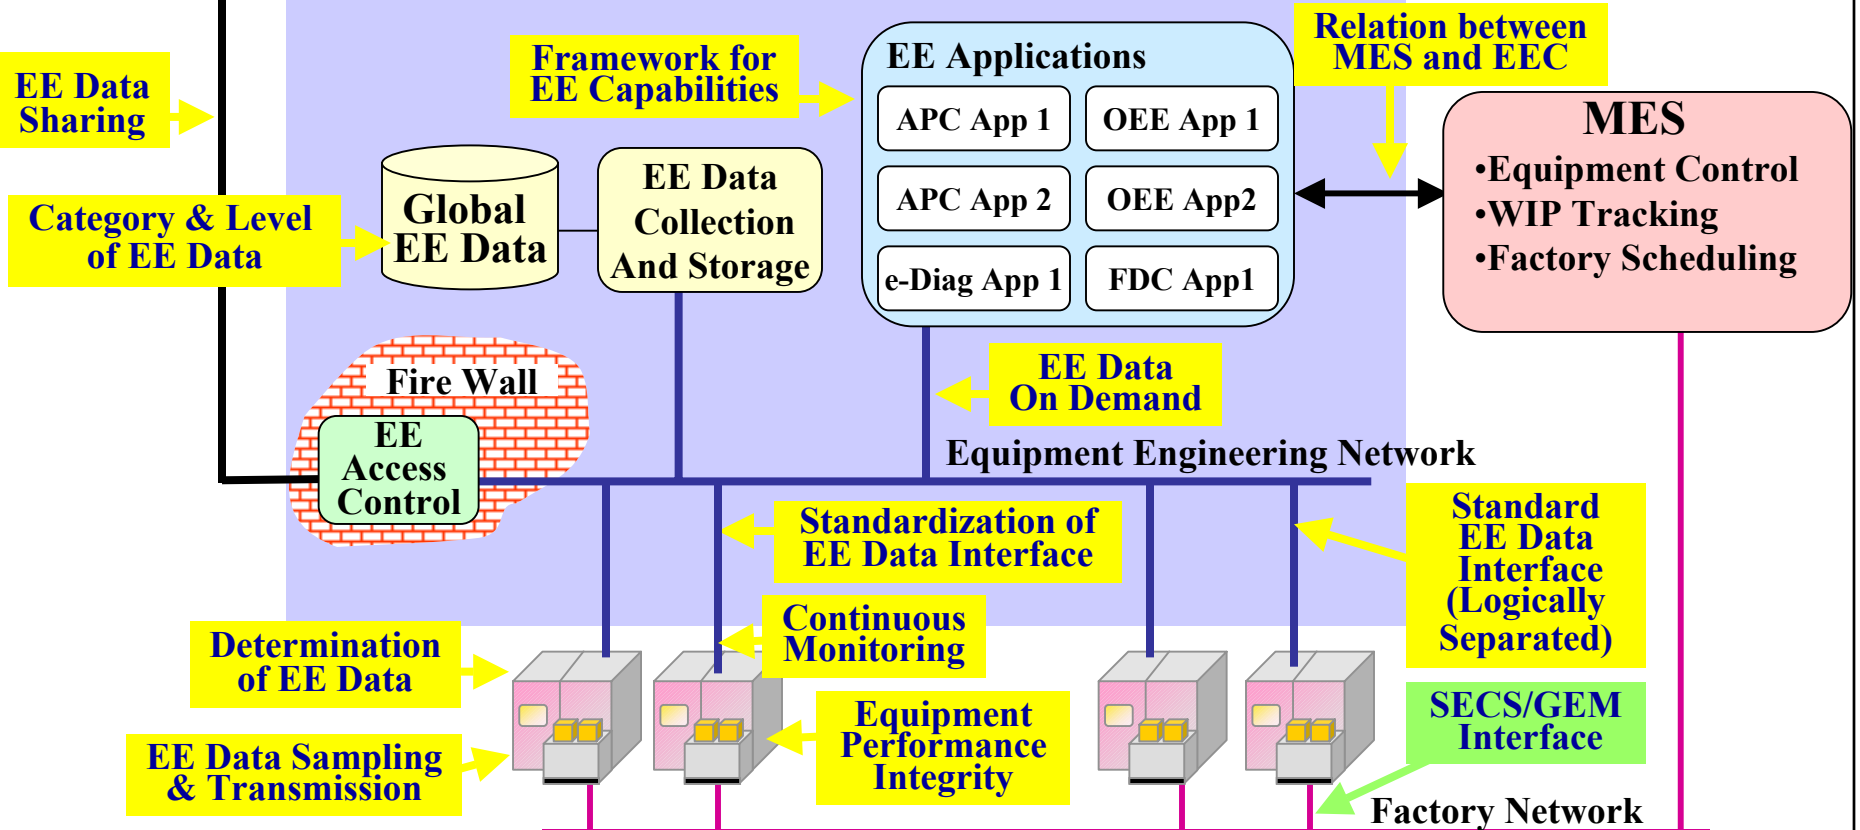 EE Data
Sharing
Category & Level
of EE Data
Framework for
EE Capabilities
Relation between
MES and EEC
Global
EE Data
EE Data
Collection
And Storage
EE Applications
APC App 1
OEE App 1
APC App 2
OEE App2
e-Diag App 1
FDC App1
MES
•Equipment Control
•WIP Tracking
•Factory Scheduling
Fire Wall
EE
Access
Control
EE Data
On Demand
Equipment Engineering Network
Standardization of
EE Data Interface
Standard
EE Data
Interface
(Logically
Separated)
Continuous
Monitoring
Determination
of EE Data
Equipment
Performance
Integrity
EE Data Sampling
& Transmission
SECS/GEM
Interface
Factory Network